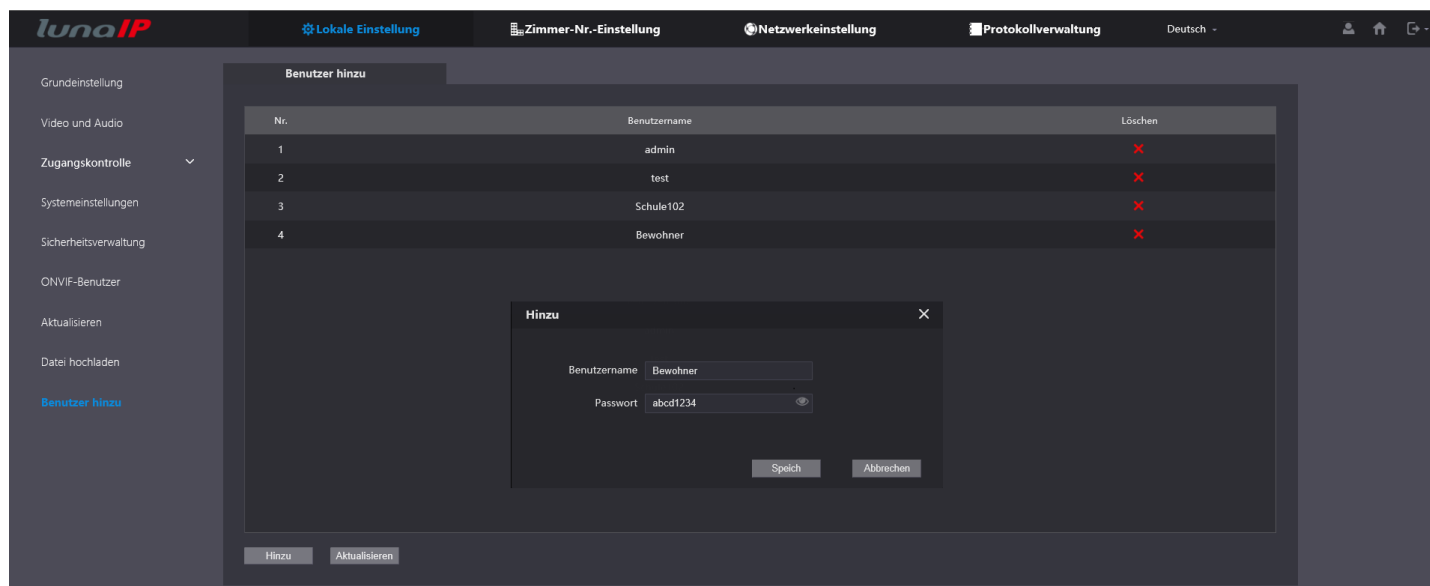 lunaIP Lokale Einstellung Zimmer-Nr.-Einstellung Netzwerkeinstellung Protokollverwaltung Deutsch
Grundeinstellung
Video und Audio
Zugangskontrolle
Systemeinstellungen
Sicherheitsverwaltung
ONVIF-Benutzer
Aktualisieren
Datei hochladen
Benutzer hinzu
Benutzer hinzu
Nr. Benutzername Löschen
1 admin
2 test
3 Schule102
4 Bewohner
Hinzu
Benutzername Bewohner
Passwort abcd1234
Speich Abbrechen
Hinzu Aktualisieren